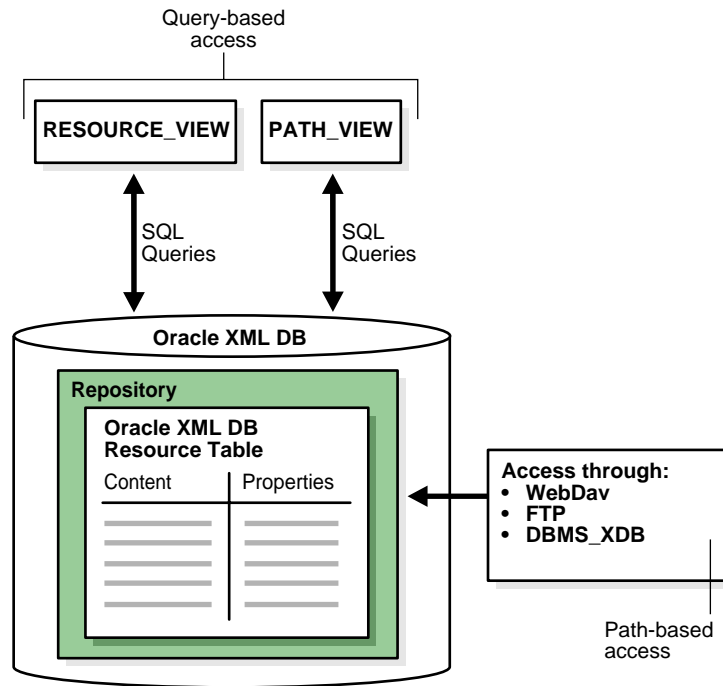 Query-based
access
RESOURCE_VIEW
PATH_VIEW
SQL
Queries
SQL
Queries
Oracle XML DB
Repository
Oracle XML DB
Resource Table
Content
Properties
Access through:
• WebDav
• FTP
• DBMS_XDB
Path-based
access